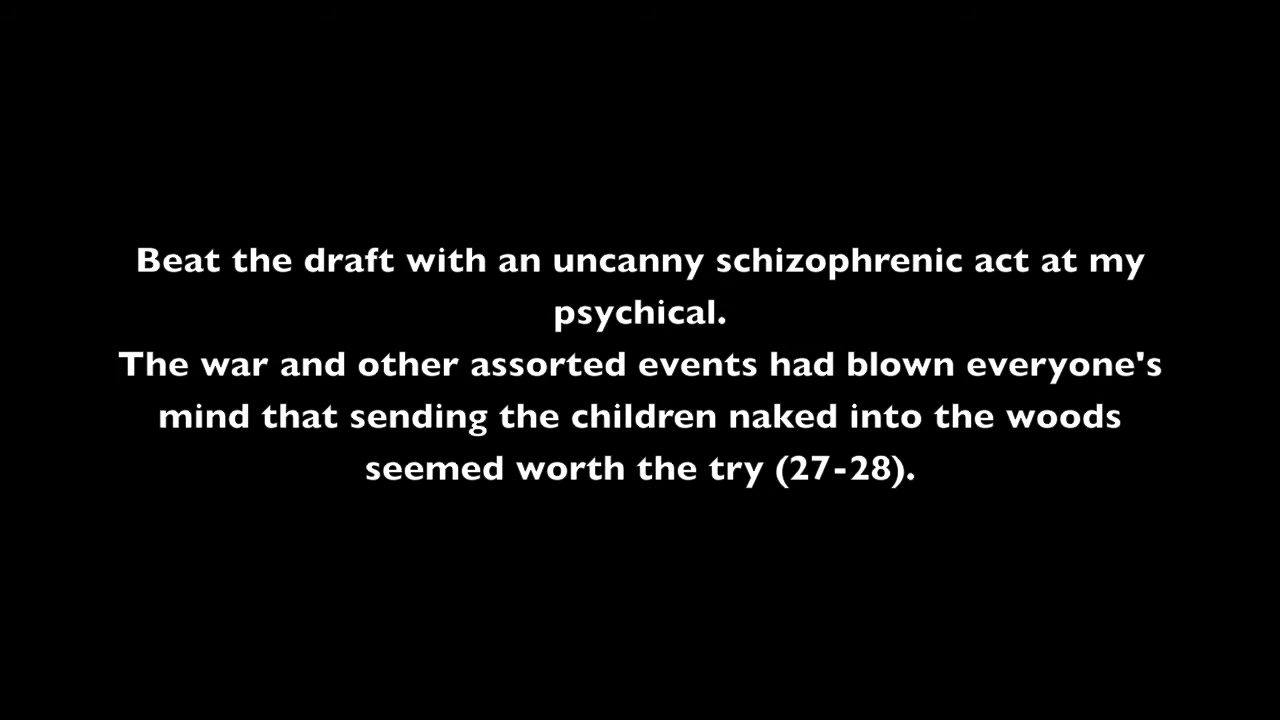 Beat the draft with an uncanny schizophrenic act at my
psychical.
The war and other assorted events had blown everyone's
mind that sending the children naked into the woods
seemed worth the try (27-28).